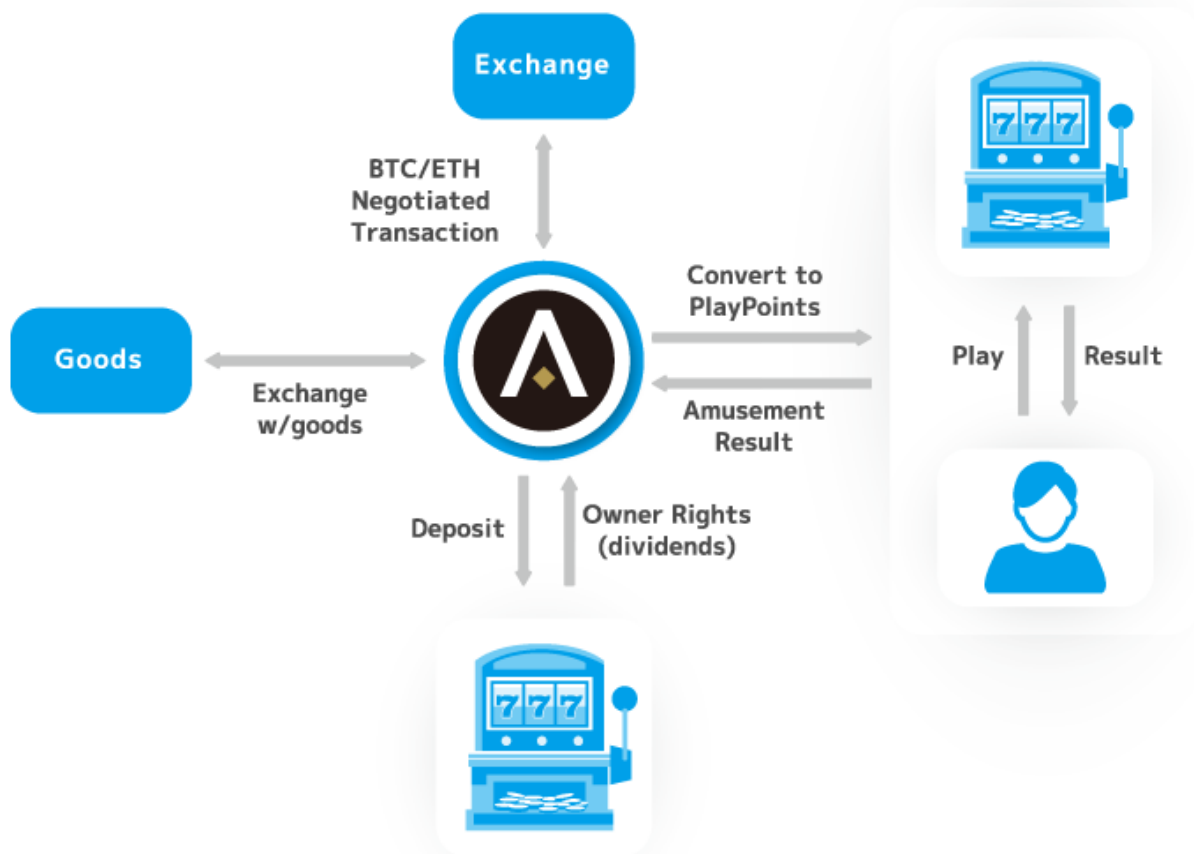 Exchange
BTC/ETH
Negotiated
Transaction
777
Convert to
PlayPoints
Goods
Exchange
w/goods
Play
Result
Amusement
Result
Deposit
Owner Rights
(dividends)
777